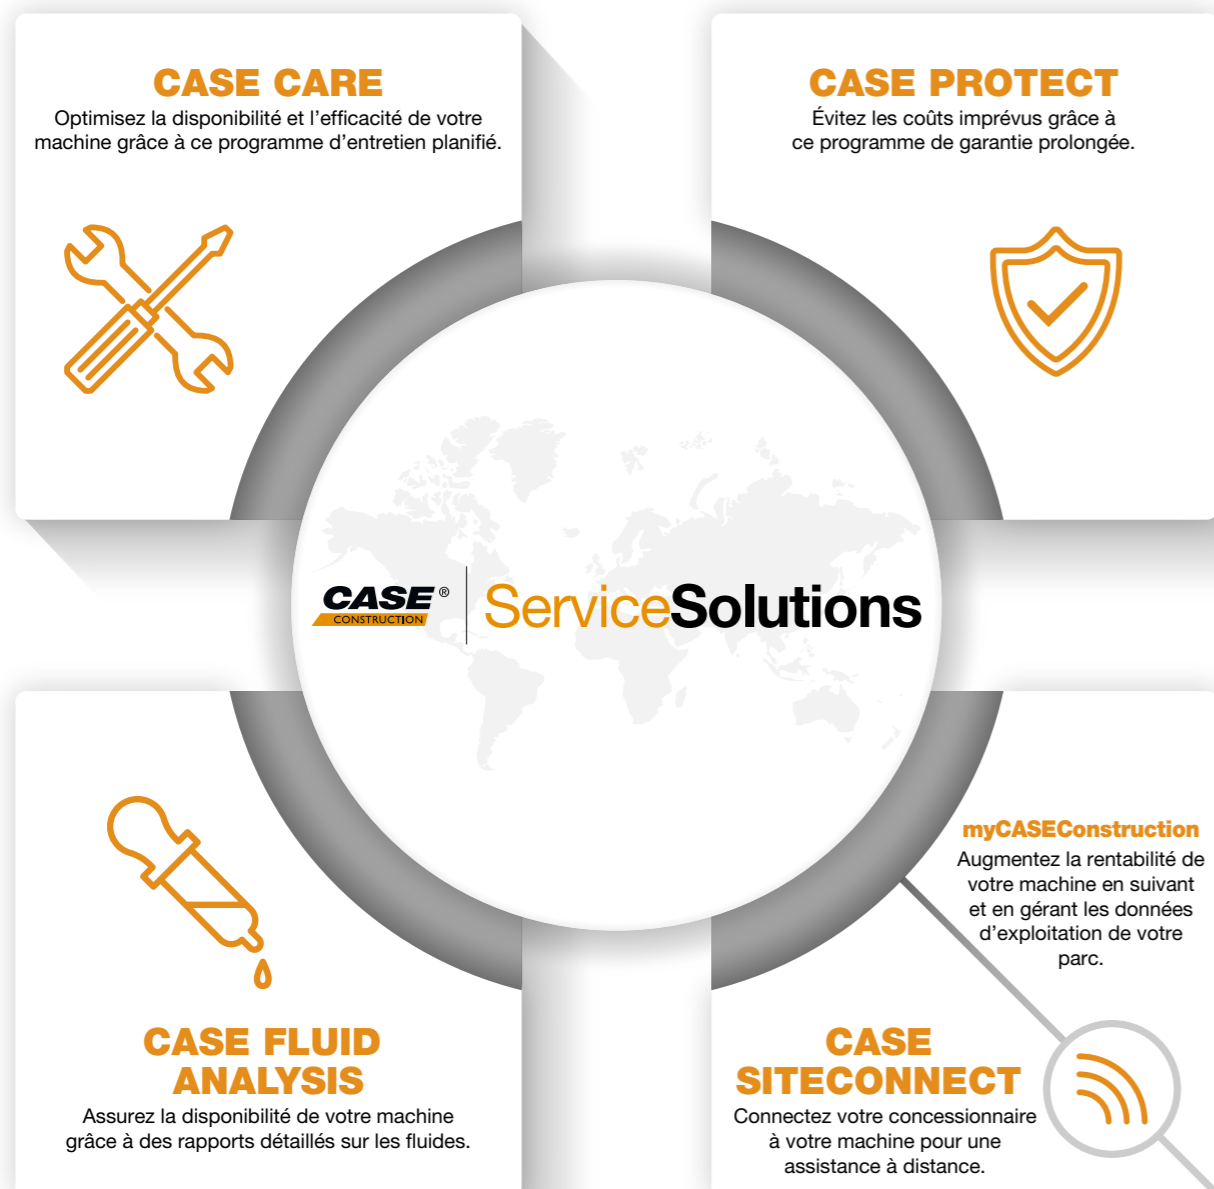 CASE CARE
Optimisez la disponibilité et l'efficacité de votre
machine grâce à ce programme d'entretien planifié.
CASE PROTECT
Évitez les coûts imprévus grâce à
ce programme de garantie prolongée.
CASE®
CONSTRUCTION
ServiceSolutions
CASE FLUID
ANALYSIS
Assurez la disponibilité de votre machine
grâce à des rapports détaillés sur les fluides.
myCASEConstruction
Augmentez la rentabilité de
votre machine en suivant
et en gérant les données
d'exploitation de votre
parc.
CASE
SITECONNECT
Connectez votre concessionnaire
à votre machine pour une
assistance à distance.